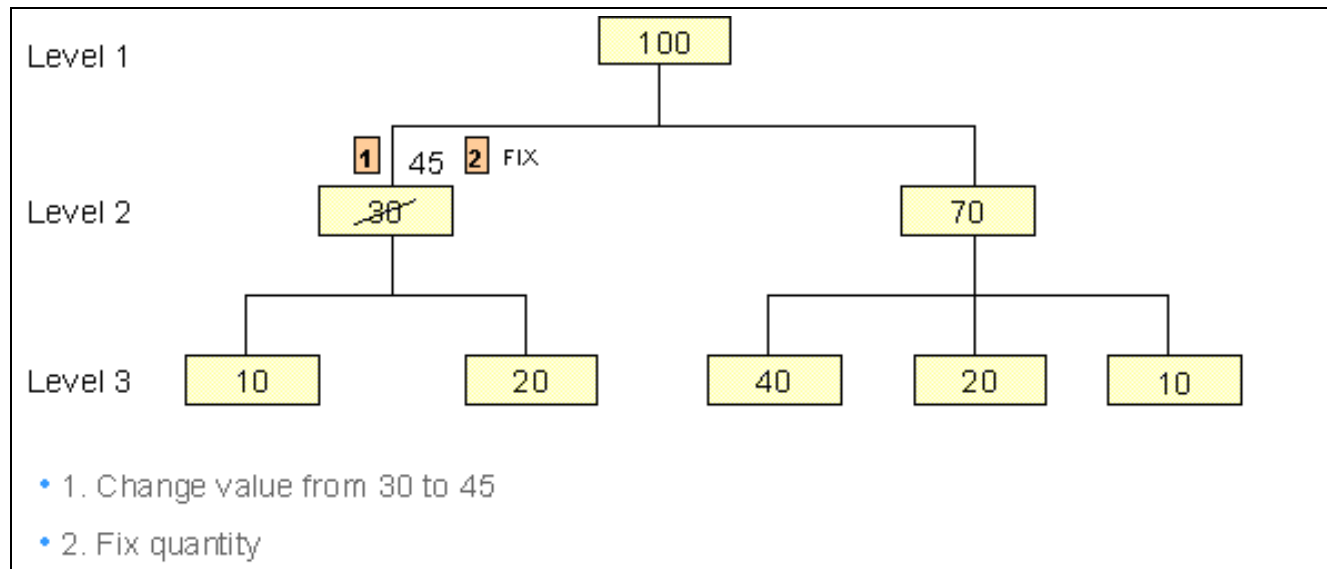 Level 1
100
1 45 2 FIX
Level 2
30
70
Level 3
10
20
40
20
10
• 1. Change value from 30 to 45
• 2. Fix quantity